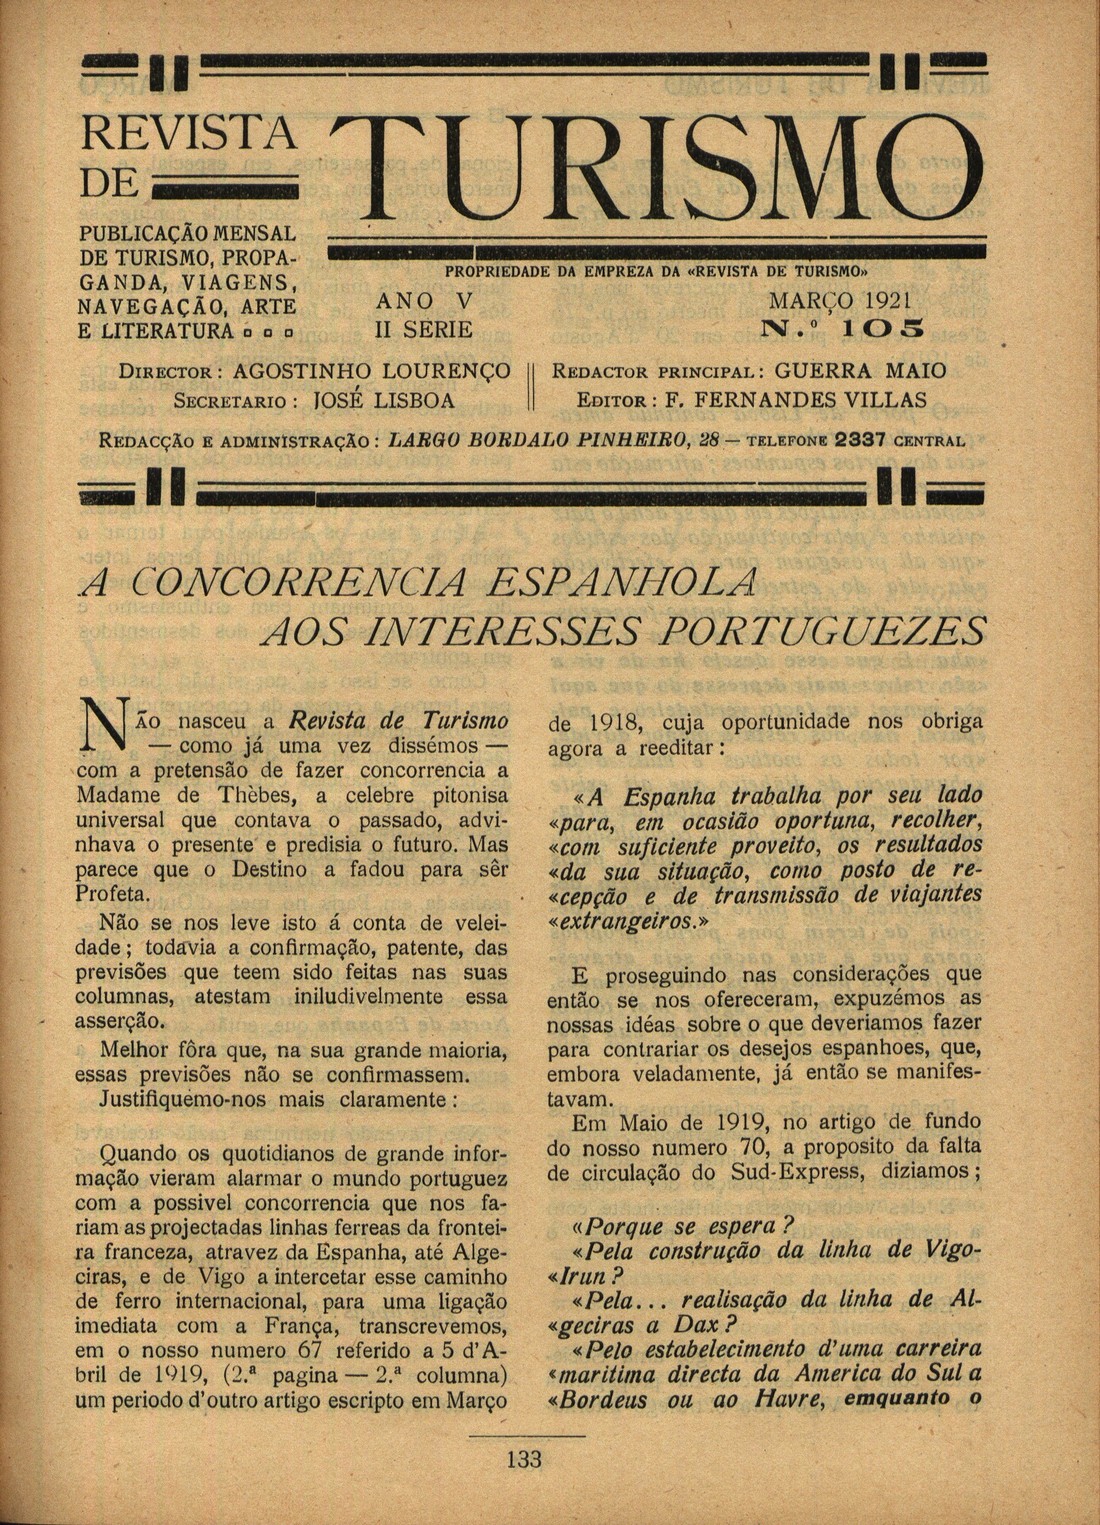 REVISTA
DE
TURISMO
PUBLICAÇÃO MENSAL
DE TURISMO, PROPA-
GANDA, VIAGENS,
NAVEGAÇÃO, ARTE
E LITERATURA
PROPRIEDADE DA EMPREZA DA «REVISTA DE TURISMO»
ANO V
II SERIE
MARÇO 1921
N.º 105
DIRECTOR: AGOSTINHO LOURENÇO
SECRETARIO: JOSÉ LISBOA
REDACTOR PRINCIPAL: GUERRA MAIO
EDITOR: F. FERNANDES VILLAS
REDACÇÃO E ADMINISTRAÇÃO: LARGO BORDALO PINHEIRO, 28 — TELEFONE 2337 CENTRAL
A CONCORRENCIA ESPANHOLA
AOS INTERESSES PORTUGUEZES
NÃO nasceu a Revista de Turismo
— como já uma vez dissémos —
com a pretensão de fazer concorrencia a
Madame de Thèbes, a celebre pitonisa
universal que contava o passado, advi-
nhava o presente e predisia o futuro. Mas
parece que o Destino a fadou para sêr
Profeta.
Não se nos leve isto á conta de velei-
dade; todavia a confirmação, patente, das
previsões que teem sido feitas nas suas
columnas, atestam iniludivelmente essa
asserção.
Melhor fôra que, na sua grande maioria,
essas previsões não se confirmassem.
Justifiquemo-nos mais claramente:
Quando os quotidianos de grande infor-
mação vieram alarmar o mundo portuguez
com a possivel concorrencia que nos fa-
riam as projectadas linhas ferreas da frontei-
ra franceza, atravez da Espanha, até Alge-
ciras, e de Vigo a intercetar esse caminho
de ferro internacional, para uma ligação
imediata com a França, transcrevemos,
em o nosso numero 67 referido a 5 d'A-
bril de 1919, (2.ª pagina — 2.ª columna)
um periodo d'outro artigo escripto em Março
de 1918, cuja oportunidade nos obriga
agora a reeditar:
«A Espanha trabalha por seu lado
«para, em ocasião oportuna, recolher,
«com suficiente proveito, os resultados
«da sua situação, como posto de re-
«cepção e de transmissão de viajantes
«extrangeiros.»
E proseguindo nas considerações que
então se nos ofereceram, expuzémos as
nossas idéas sobre o que deveriamos fazer
para contrariar os desejos espanhoes, que,
embora veladamente, já então se manifes-
tavam.
Em Maio de 1919, no artigo de fundo
do nosso numero 70, a proposito da falta
de circulação do Sud-Express, diziamos;
«Porque se espera?
«Pela construção da linha de Vigo-
«Irun?
«Pela... realisação da linha de Al-
«geciras a Dax?
«Pelo estabelecimento d'uma carreira
«maritima directa da America do Sul a
«Bordeus ou ao Havre, emquanto o
133